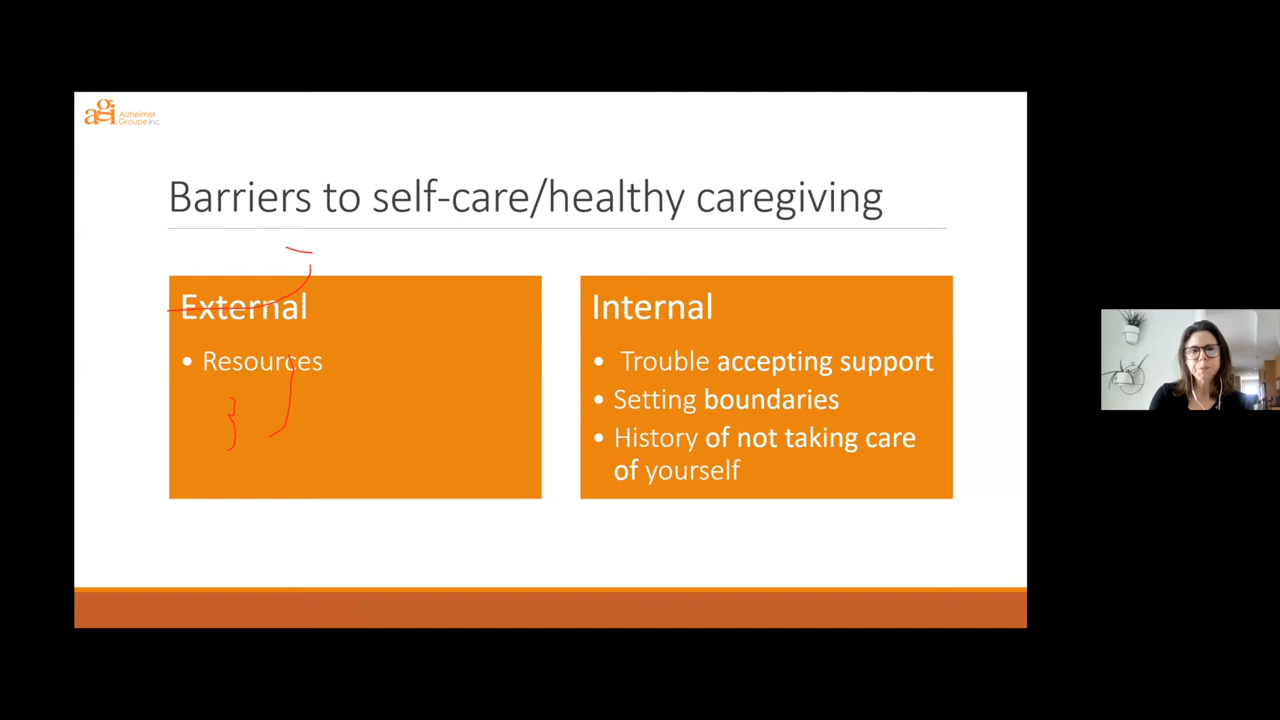 agi Alzheimer
Groupe inc
Barriers to self-care/healthy caregiving
External
• Resources
Internal
• Trouble accepting support
• Setting boundaries
• History of not taking care
of yourself